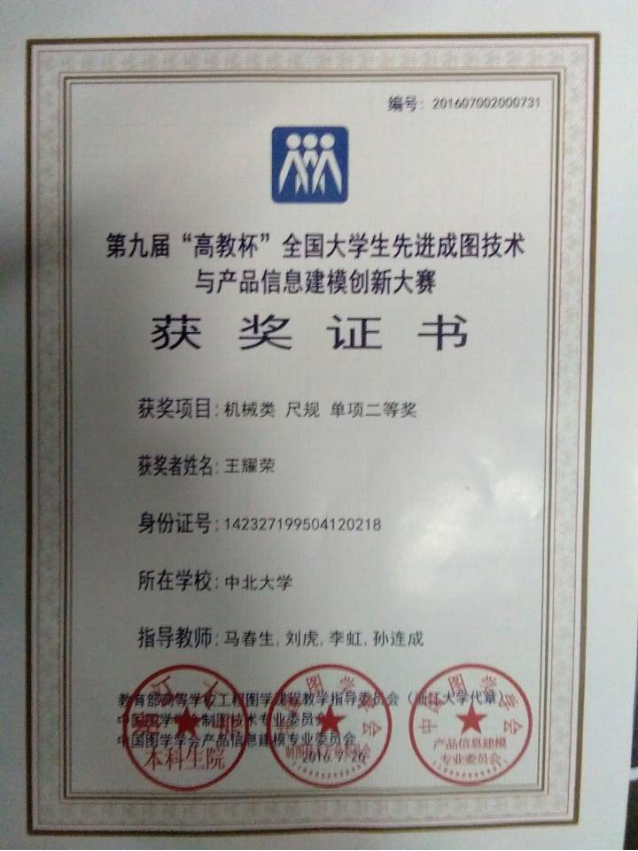 编号：201607002000731
第九届“高教杯”全国大学生先进成图技术
与产品信息建模创新大赛
获奖证书
获奖项目：机械类 尺规 单项二等奖
获奖者姓名：王耀荣
身份证号：142327199504120218
所在学校：中北大学
指导教师：马春生,刘虎,李虹,孙连成
教育部高等学校工程图学课程教学指导委员会（浙江大学代章）
中国图学学会制图技术专业委员会
中国图学学会产品信息建模专业委员会
2016.7.26
本科生院
产品信息建模
专业委员会